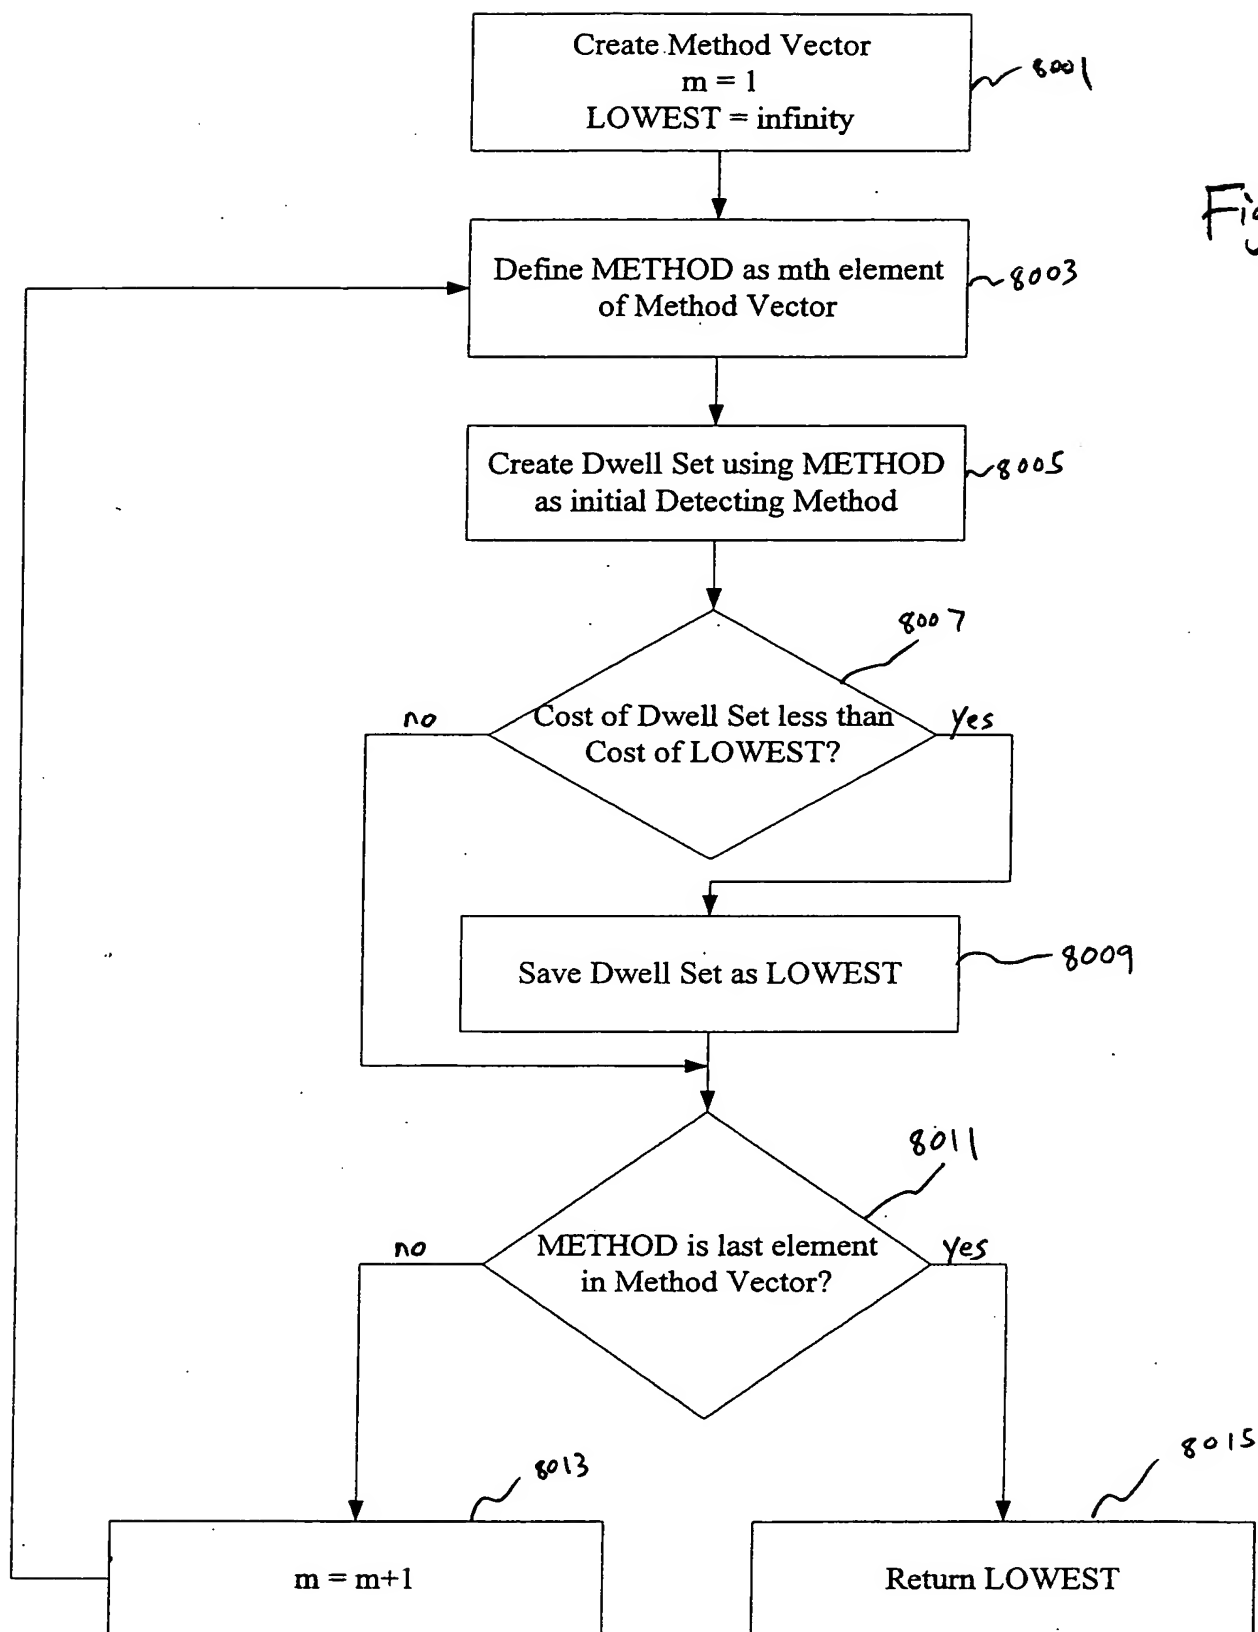 Create Method Vector
m = 1
LOWEST = infinity
8001
Define METHOD as mth element
of Method Vector
8003
Create Dwell Set using METHOD
as initial Detecting Method
8005
8007
no
Cost of Dwell Set less than
Cost of LOWEST?
yes
Save Dwell Set as LOWEST
8009
8011
no
METHOD is last element
in Method Vector?
yes
8013
8015
m = m+1
Return LOWEST